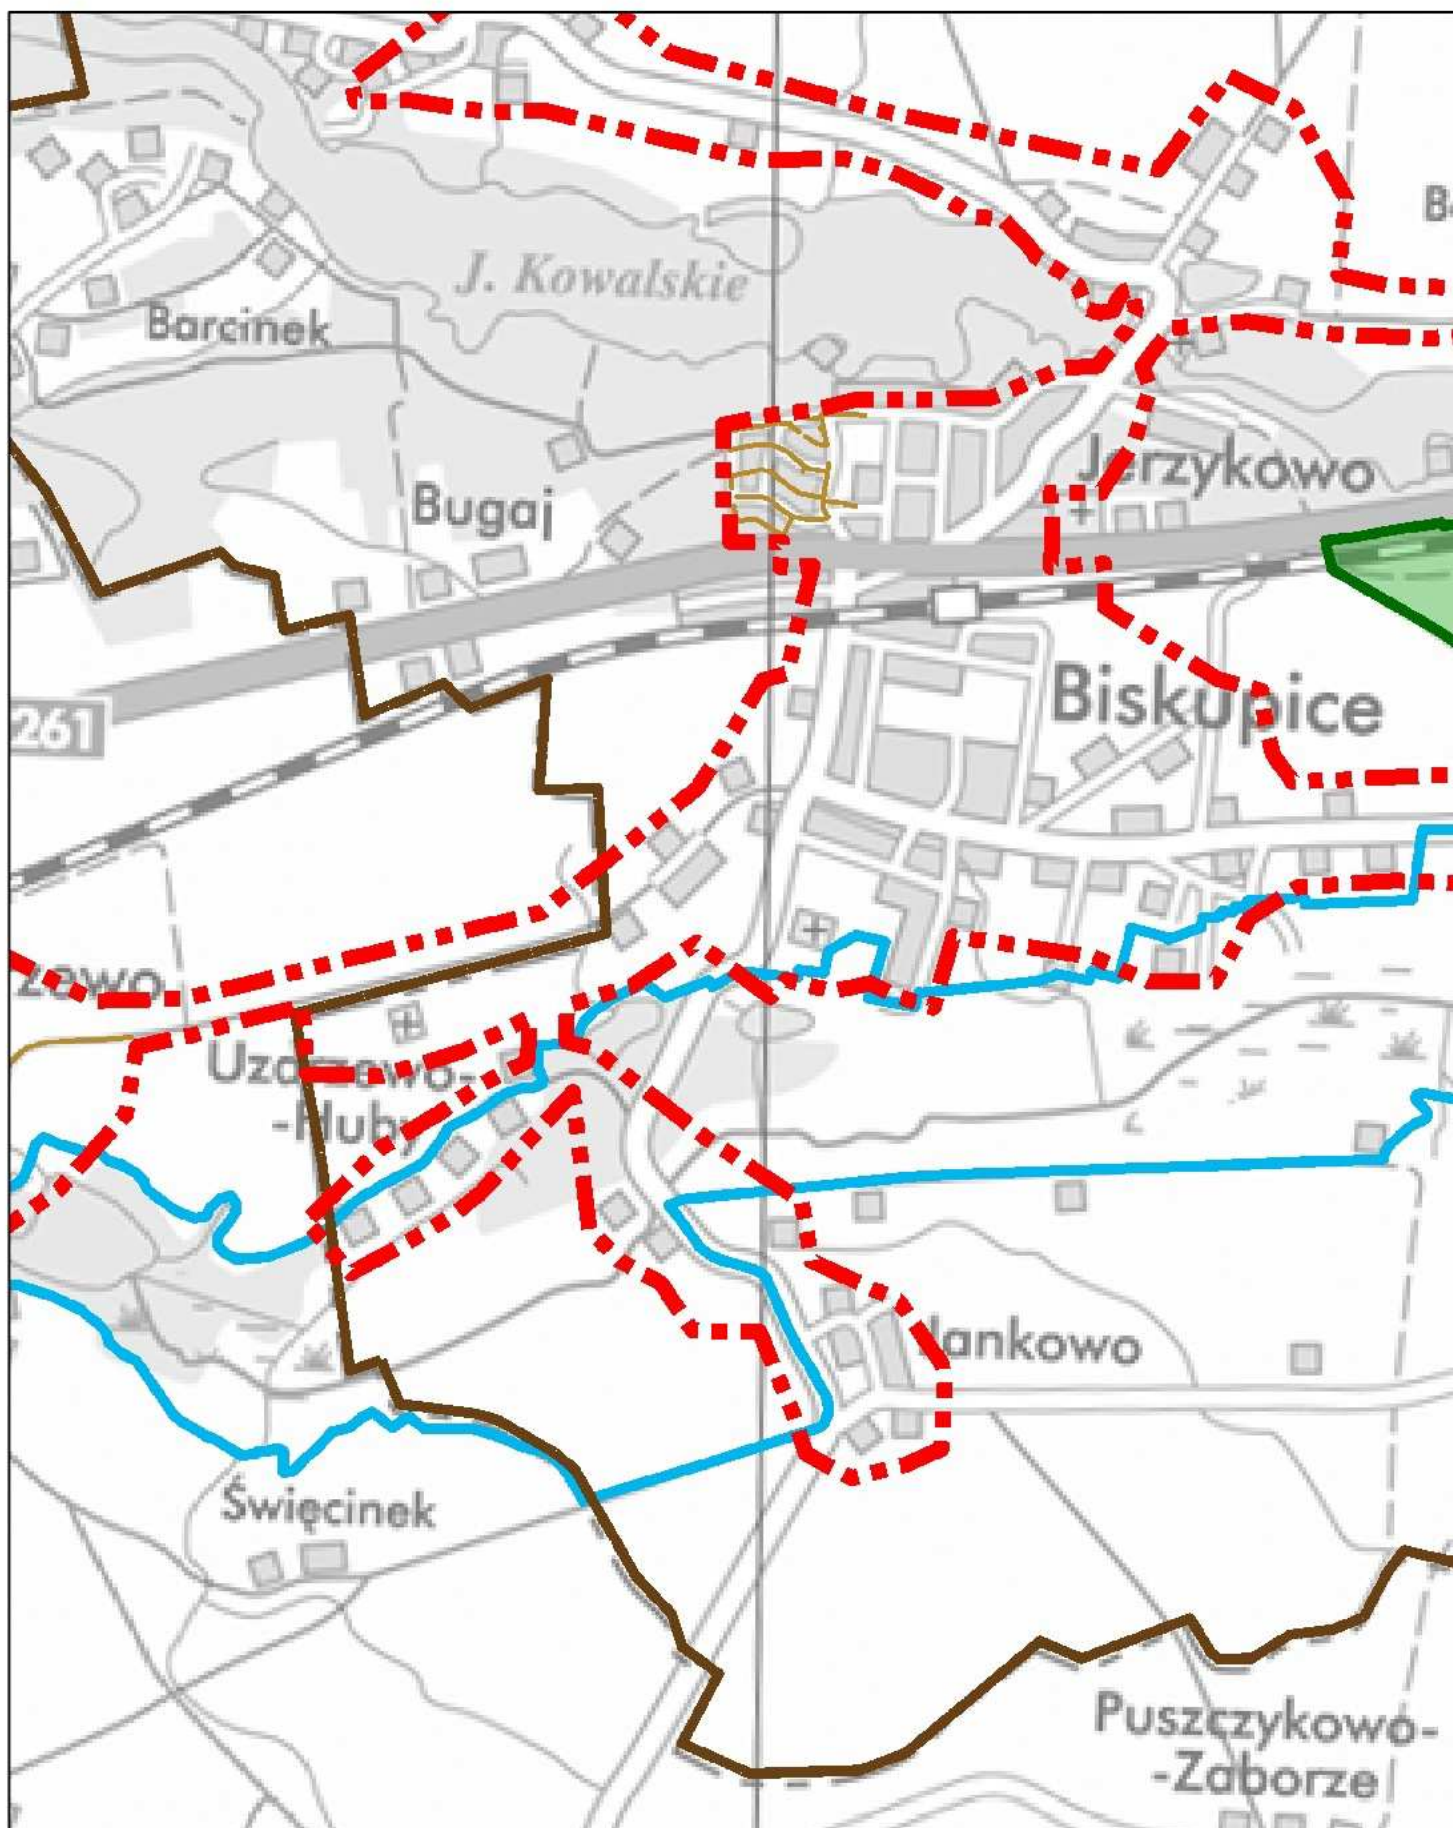 J. Kowalskie
Barcinek
Jerzykowo
Bugaj
Biskupice
261
Uzarzewo-
-Huby
Jankowo
Święcinek
Puszczykowo-
-Zaborze